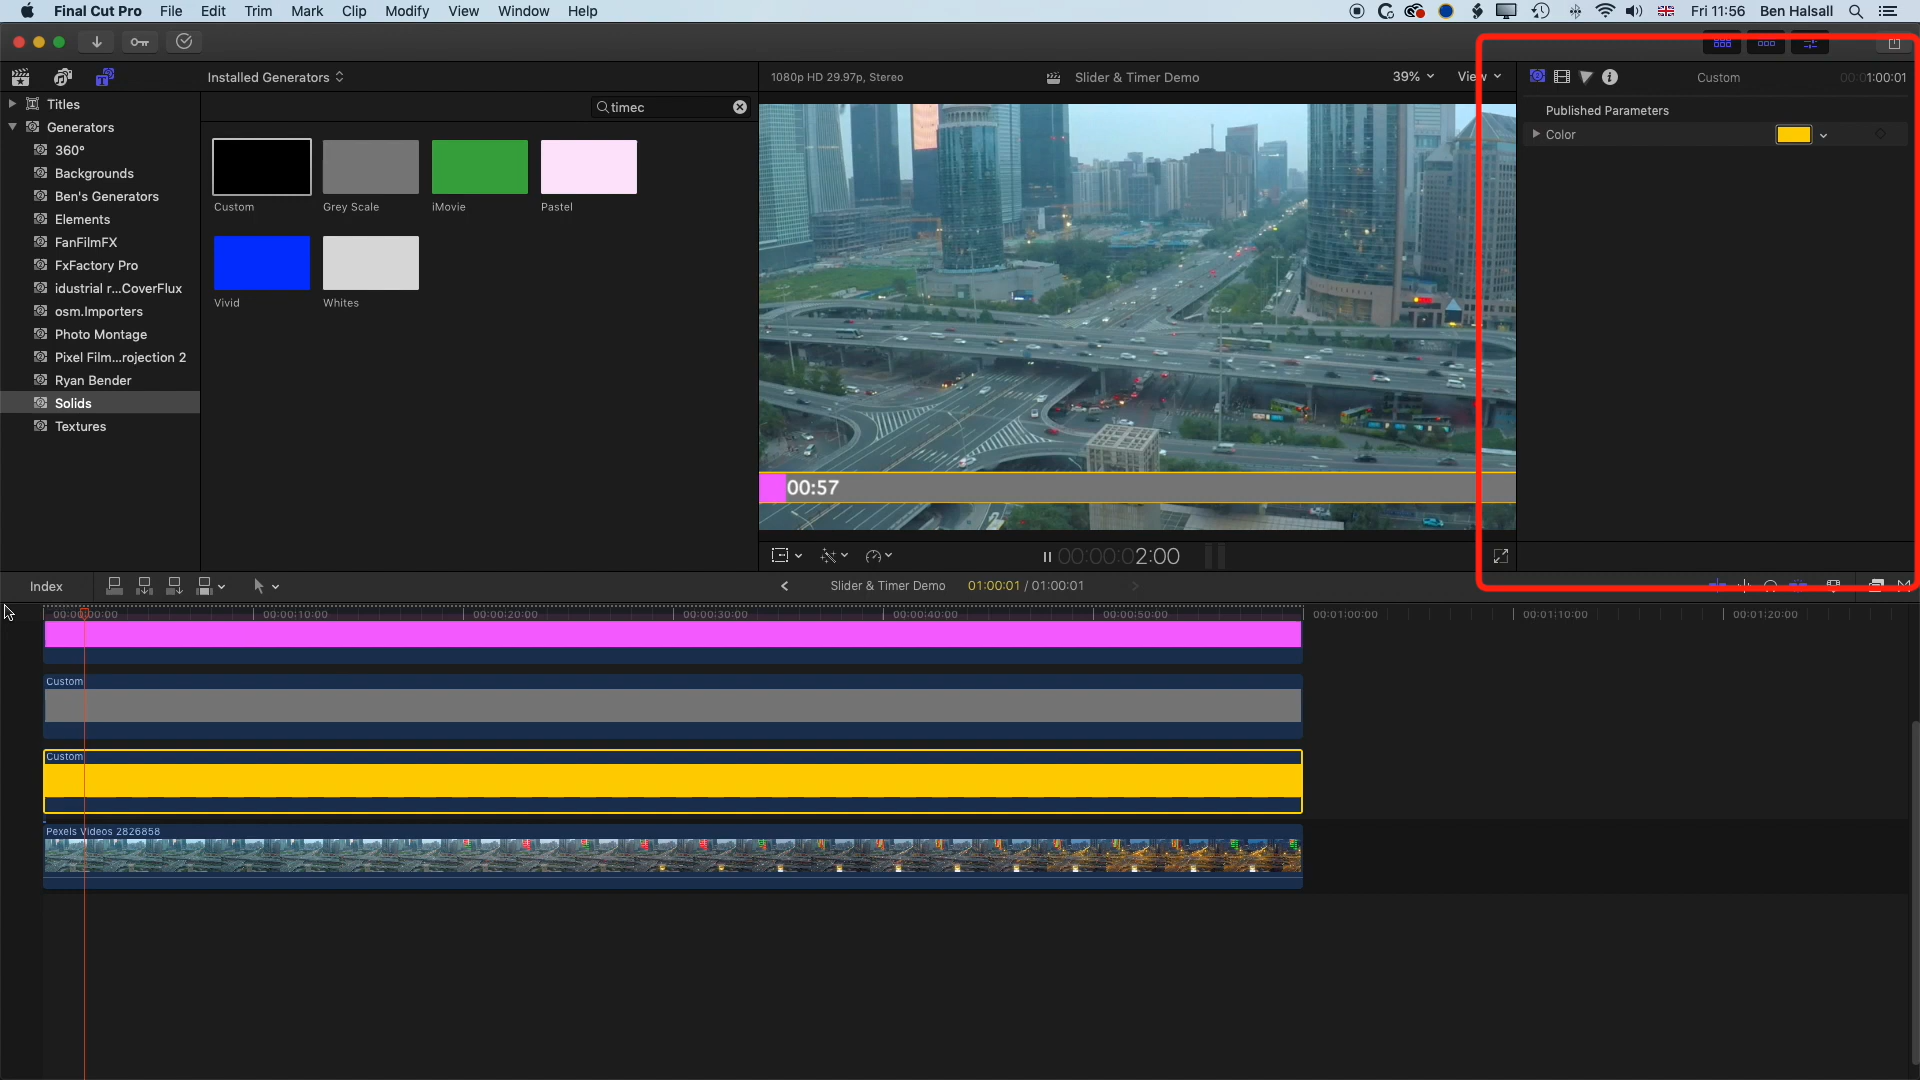 Final Cut Pro File Edit Trim Mark Clip Modify View Window Help
Fri 11:56 Ben Halsall
Installed Generators
1080p HD 29.97p, Stereo
Slider & Timer Demo
39%
View
Custom
00:01:00:01
Titles
Generators
360°
Backgrounds
Ben's Generators
Elements
FanFilmFX
FxFactory Pro
idustrial r...CoverFlux
osm.Importers
Photo Montage
Pixel Film...rojection 2
Ryan Bender
Solids
Textures
timec
Custom
Grey Scale
iMovie
Pastel
Vivid
Whites
00:57
Published Parameters
Color
00:00:02:00
Index
Slider & Timer Demo
01:00:01 / 01:00:01
00:00:00:00
00:00:10:00
00:00:20:00
00:00:30:00
00:00:40:00
00:00:50:00
00:01:00:00
00:01:10:00
00:01:20:00
Custom
Custom
Pexels Videos 2826858